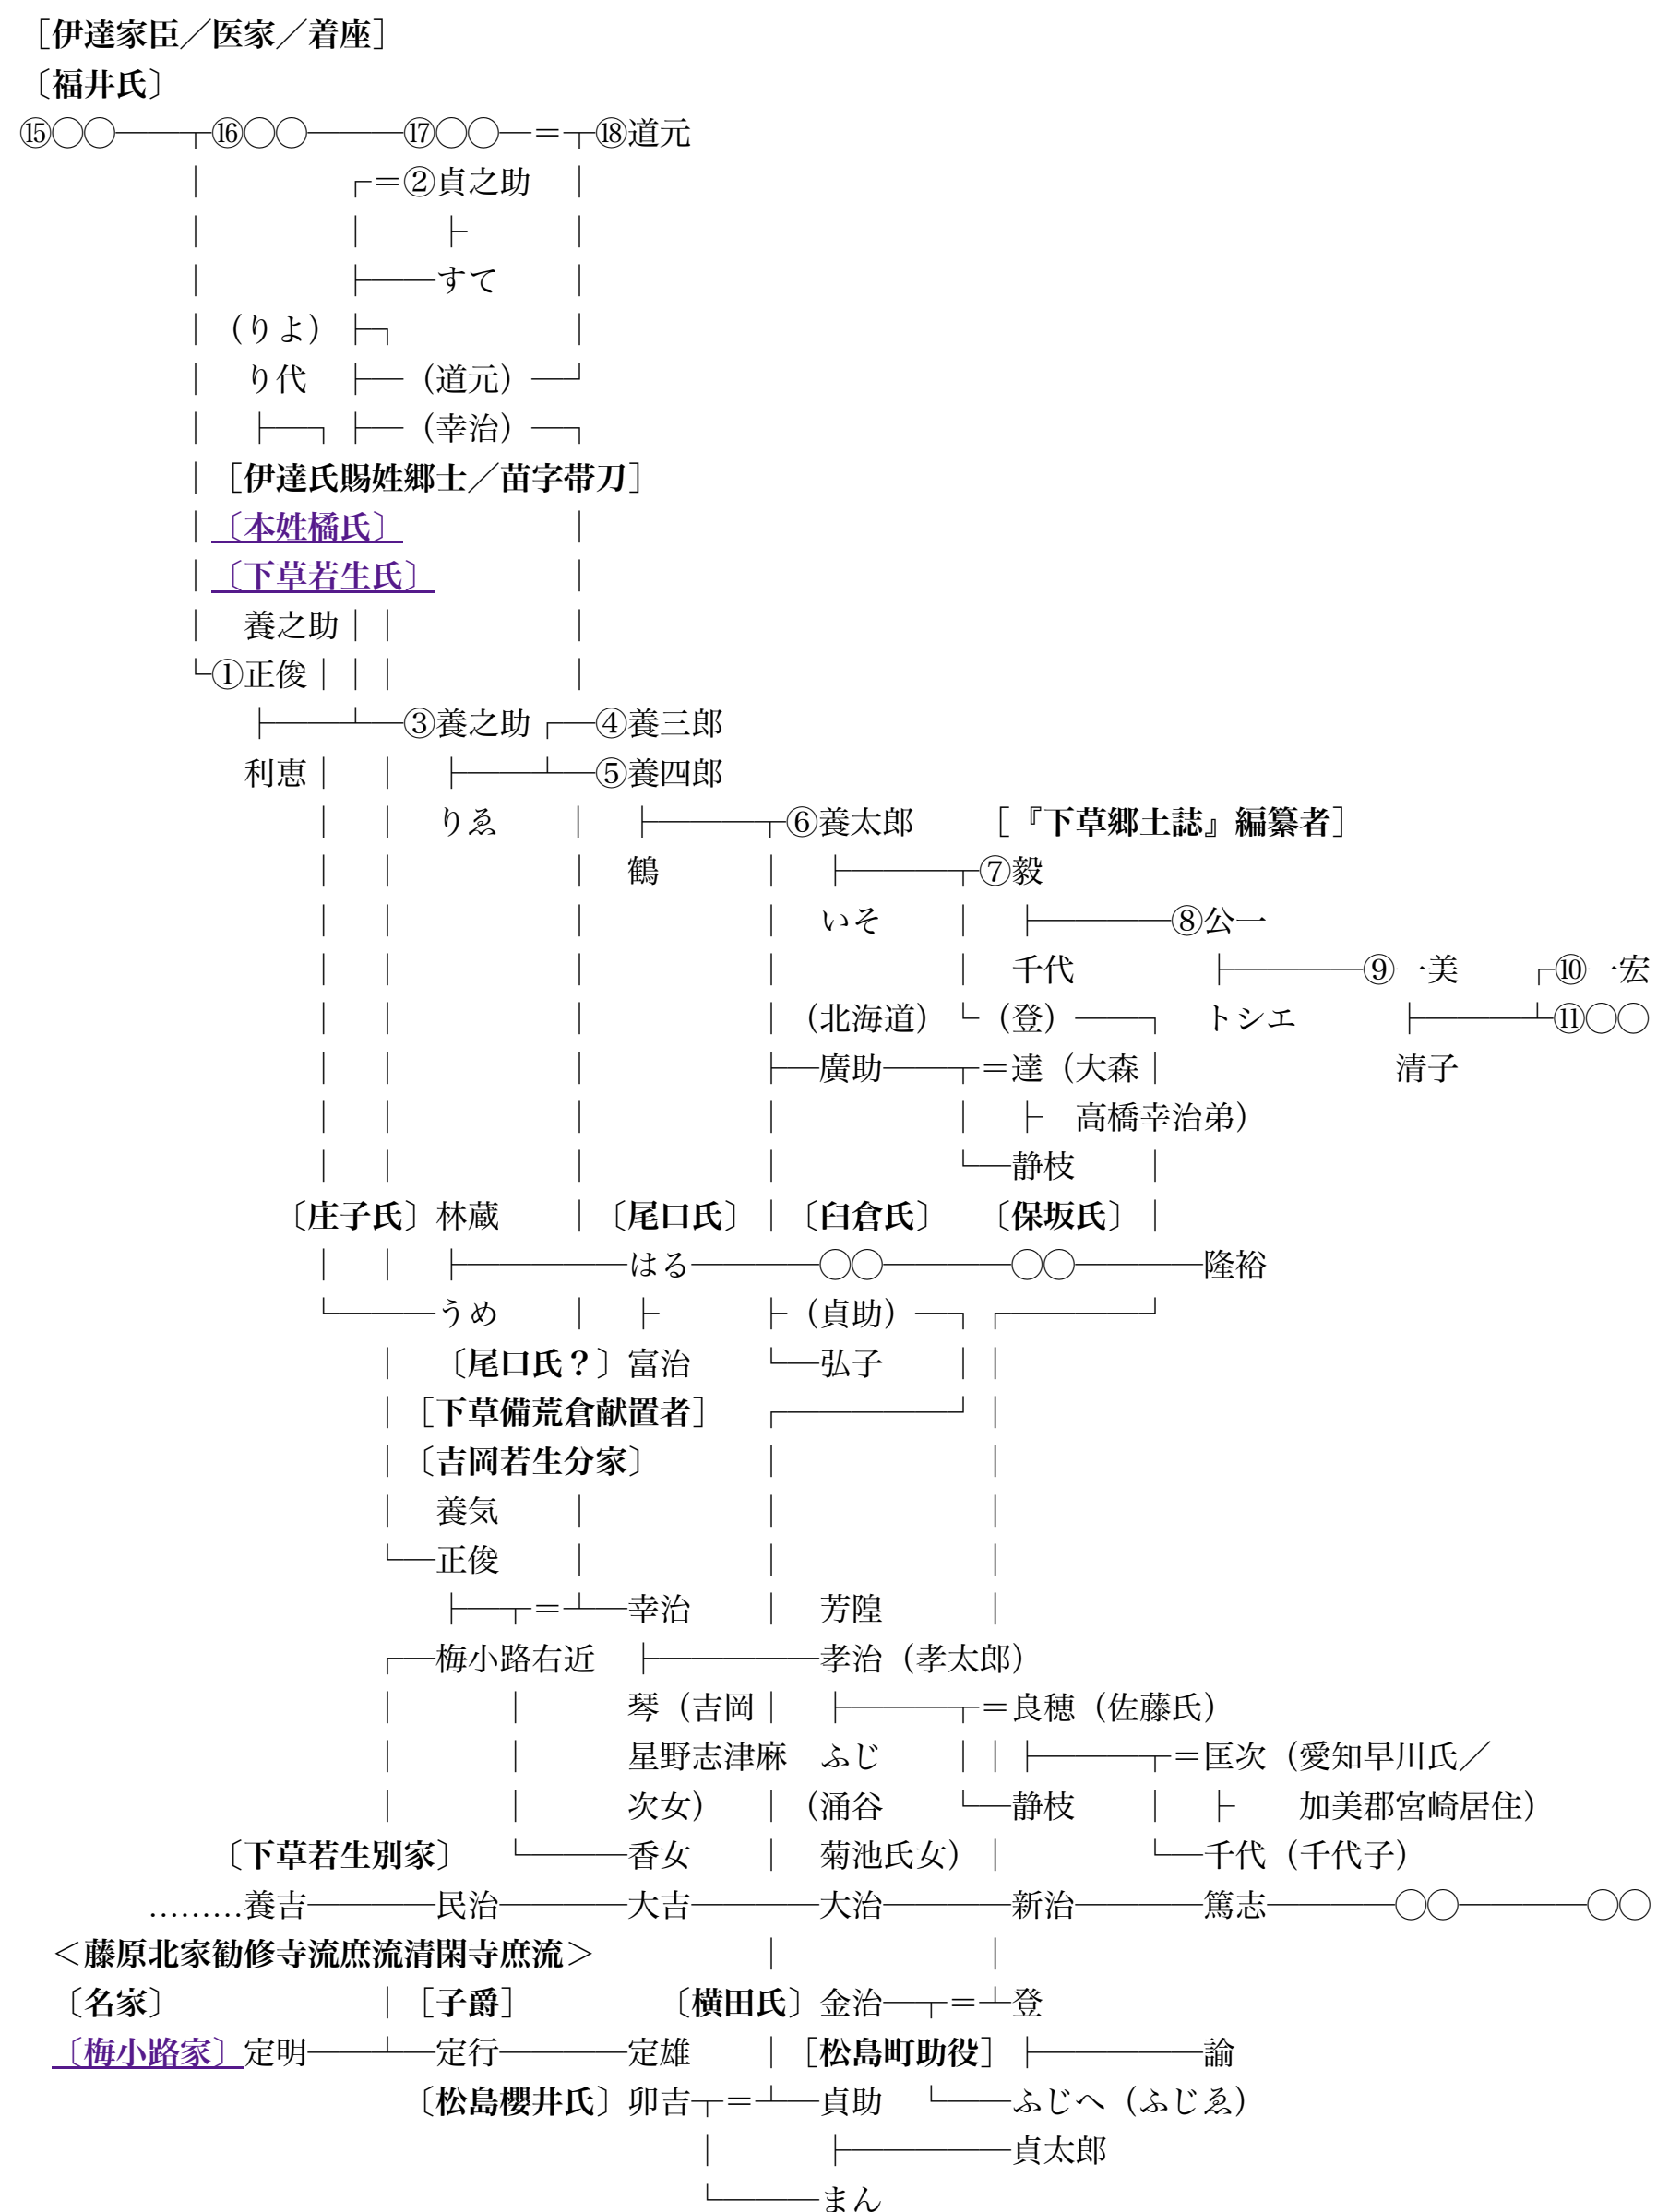 ［伊達家臣／医家／着座］
〔福井氏〕
⑮◯◯───┬⑯◯◯───⑰◯◯─＝┬⑱道元
│ ┌＝②貞之助 │
│ │ ├ │
│ ├──すて │
│（りよ） ├┐ │
│ り代 ├─（道元）─┘
│ ├─┐ ├─（幸治）─┐
│［伊達氏賜姓郷士／苗字帯刀］
│〔本姓橘氏〕 │
│〔下草若生氏〕 │
│ 養之助│ │ │
└①正俊│ │ │ │
├──┴─③養之助 ┌─④養三郎
利恵│ │ ├──┴─⑤養四郎
│ │ りゑ │ ├───┬⑥養太郎 ［『下草郷土誌』編纂者］
│ │ │ 鶴 │ ├───┬⑦毅
│ │ │ │ いそ │ ├────⑧公一
│ │ │ │ │ 千代 ├────⑨一美 ┌⑩一宏
│ │ │ │（北海道） └（登）──┐ トシエ ├───┴⑪◯◯
│ │ │ ├─廣助──┬＝達（大森│ 清子
│ │ │ │ │ ├ 高橋幸治弟）
│ │ │ │ └─静枝 │
〔庄子氏〕林蔵 │〔尾口氏〕│〔臼倉氏〕 〔保坂氏〕│
│ │ ├─────はる────◯◯────◯◯────隆裕
└───うめ │ ├ ├（貞助）─┐ ┌────┘
│ 〔尾口氏？〕富治 └─弘子 │ │
│［下草備荒倉献置者］ ┌─────┘ │
│〔吉岡若生分家〕 │ │
│ 養気 │ │ │
└─正俊 │ │ │
├─┬＝┴─幸治 │ 芳隍 │
┌─梅小路右近 ├─────孝治（孝太郎）
│ │ 琴（吉岡│ ├───┬＝良穂（佐藤氏）
│ │ 星野志津麻 ふじ │ │ ├───┬＝匡次（愛知早川氏／
│ │ 次女） │（涌谷 └─静枝 │ ├ 加美郡宮崎居住）
〔下草若生別家〕 └───香女 │ 菊池氏女） │ └─千代（千代子）
………養吉────民治────大吉────大治────新治────篤志────◯◯────◯◯
＜藤原北家勧修寺流庶流清閑寺庶流＞ │ │
〔名家〕 │［子爵］ 〔横田氏〕金治─┬＝┴登
〔梅小路家〕定明──┴─定行────定雄 │［松島町助役］├─────諭
〔松島櫻井氏〕卯吉┬＝┴─貞助 └──ふじへ（ふじゑ）
│ ├─────貞太郎
└───まん